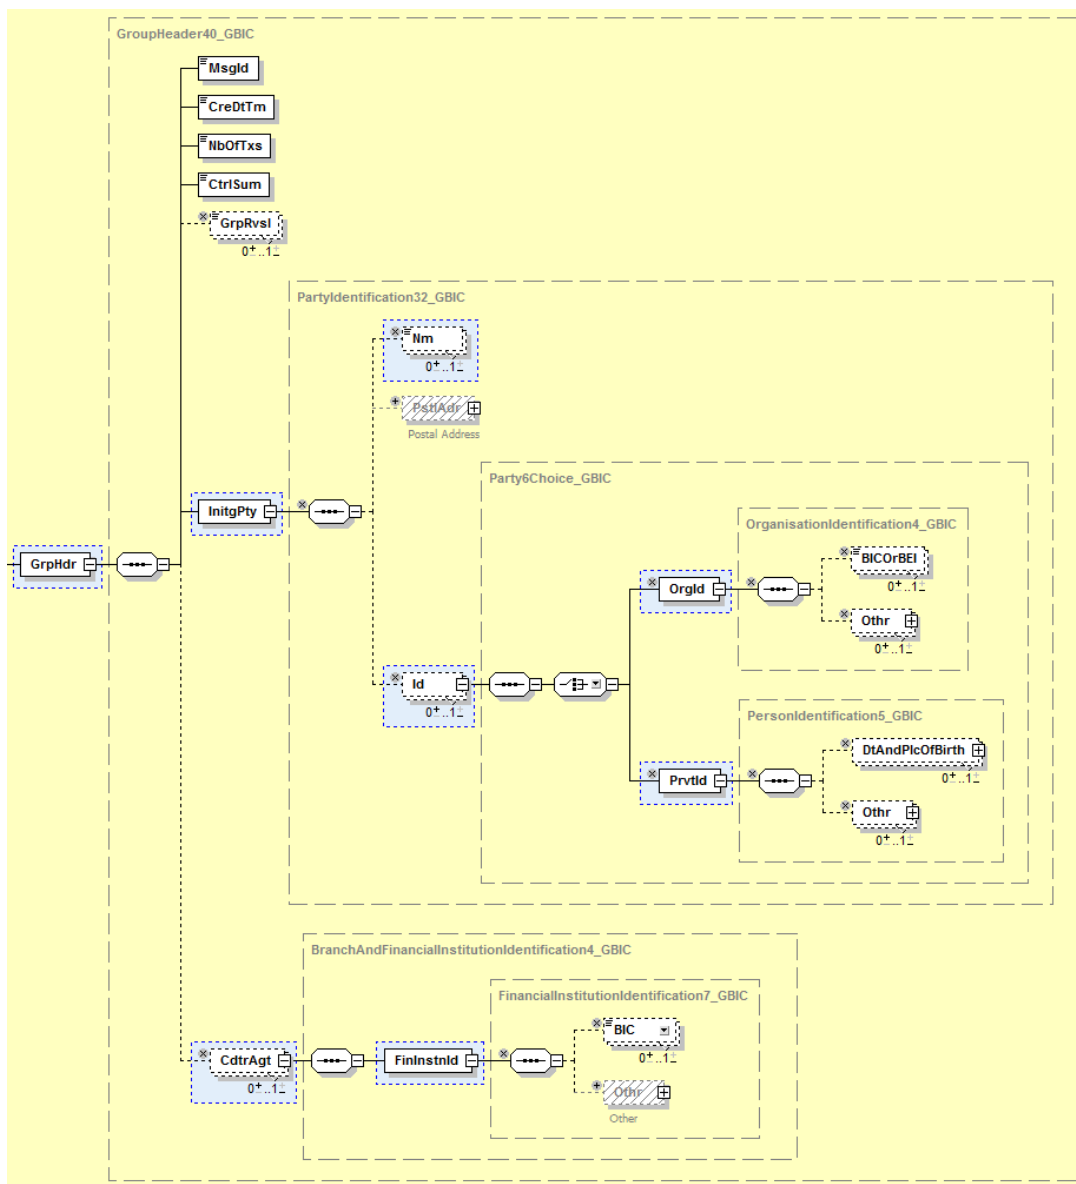 GroupHeader40_GBIC
MsgId
CreDtTm
NbOfTxs
CtrlSum
GrpRvsl
0±..1±
PartyIdentification32_GBIC
Nm
0±..1±
PstlAdr
Postal Address
Party6Choice_GBIC
InitgPty
OrganisationIdentification4_GBIC
BICOrBEI
0±..1±
GrpHdr
OrgId
Othr
0±..1±
Id
0±..1±
PersonIdentification5_GBIC
DtAndPlcOfBirth
0±..1±
PrvtId
Othr
0±..1±
BranchAndFinancialInstitutionIdentification4_GBIC
FinancialInstitutionIdentification7_GBIC
BIC
0±..1±
CdtrAgt
0±..1±
FinInstnId
Othr
Other